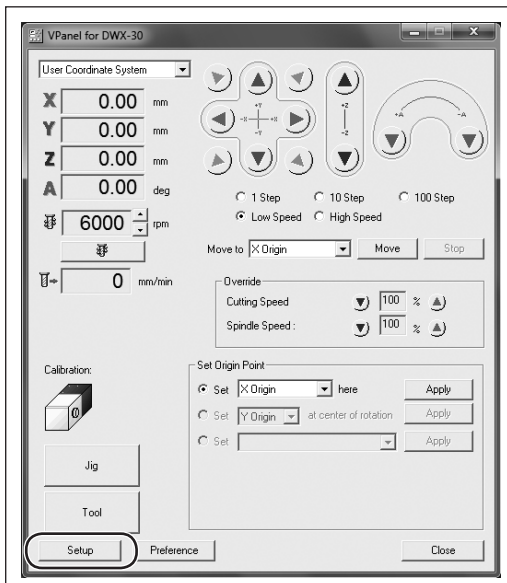 VPanel for DWX-30
User Coordinate System
X 0.00 mm
Y 0.00 mm
Z 0.00 mm
A 0.00 deg
6000 rpm
0 mm/min
+Y
-X +X
-Y
+Z
-Z
+A -A
1 Step 10 Step 100 Step
Low Speed High Speed
Move to X Origin Move Stop
Override
Cutting Speed 100 %
Spindle Speed : 100 %
Calibration:
Jig
Tool
Set Origin Point
Set X Origin here Apply
Set Y Origin at center of rotation Apply
Set Apply
Setup Preference Close